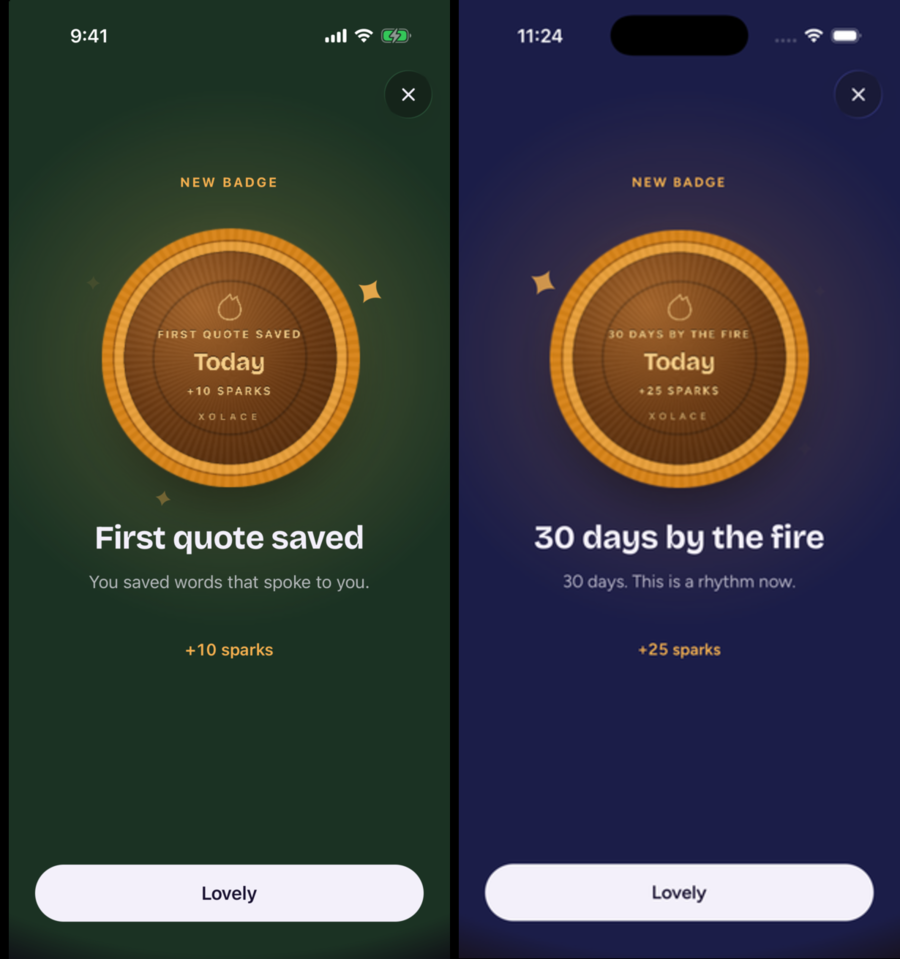 9:41
NEW BADGE
FIRST QUOTE SAVED
Today
+10 SPARKS
XOLACE
First quote saved
You saved words that spoke to you.
+10 sparks
Lovely
11:24
NEW BADGE
30 DAYS BY THE FIRE
Today
+25 SPARKS
XOLACE
30 days by the fire
30 days. This is a rhythm now.
+25 sparks
Lovely